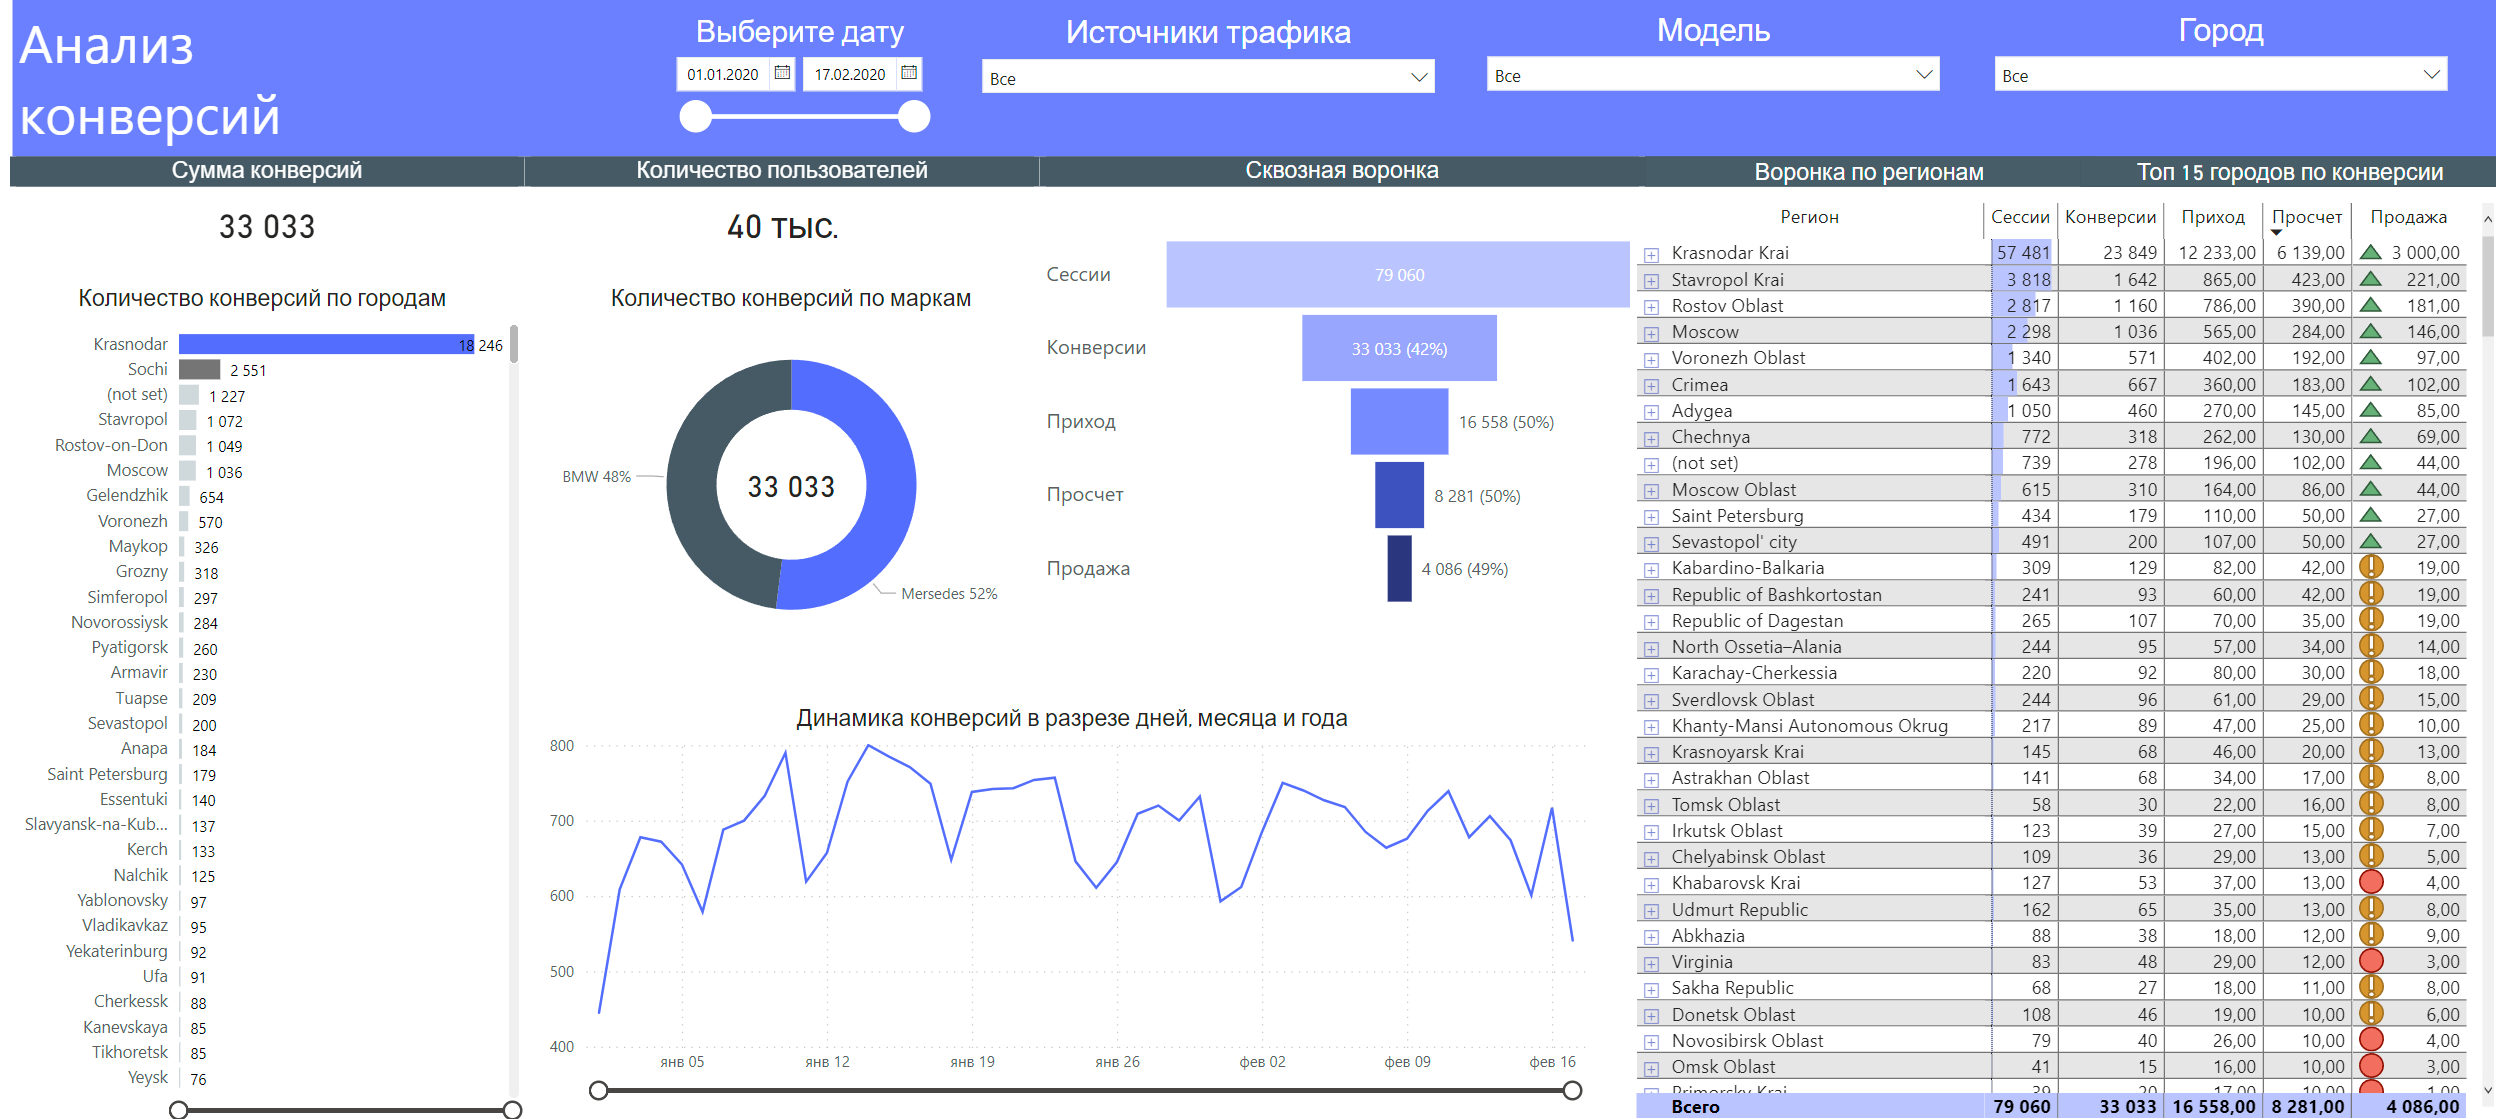 Анализ
конверсий
Выберите дату
01.01.2020
17.02.2020
Источники трафика
Все
Модель
Все
Город
Все
Сумма конверсий
Количество пользователей
Сквозная воронка
Воронка по регионам
Топ 15 городов по конверсии
33 033
Количество конверсий по городам
Krasnodar 18 246
Sochi 2 551
(not set) 1 227
Stavropol 1 072
Rostov-on-Don 1 049
Moscow 1 036
Gelendzhik 654
Voronezh 570
Maykop 326
Grozny 318
Simferopol 297
Novorossiysk 284
Pyatigorsk 260
Armavir 230
Tuapse 209
Sevastopol 200
Anapa 184
Saint Petersburg 179
Essentuki 140
Slavyansk-na-Kub... 137
Kerch 133
Nalchik 125
Yablonovsky 97
Vladikavkaz 95
Yekaterinburg 92
Ufa 91
Cherkessk 88
Kanevskaya 85
Tikhoretsk 85
Yeysk 76
40 тыс.
Количество конверсий по маркам
BMW 48%
33 033
Mersedes 52%
Сессии 79 060
Конверсии 33 033 (42%)
Приход 16 558 (50%)
Просчет 8 281 (50%)
Продажа 4 086 (49%)
Динамика конверсий в разрезе дней, месяца и года
800
700
600
500
400
янв 05 янв 12 янв 19 янв 26 фев 02 фев 09 фев 16
Регион Сессии Конверсии Приход Просчет Продажа
Krasnodar Krai 57 481 23 849 12 233,00 6 139,00 3 000,00
Stavropol Krai 3 818 1 642 865,00 423,00 221,00
Rostov Oblast 2 817 1 160 786,00 390,00 181,00
Moscow 2 298 1 036 565,00 284,00 146,00
Voronezh Oblast 1 340 571 402,00 192,00 97,00
Crimea 1 643 667 360,00 183,00 102,00
Adygea 1 050 460 270,00 145,00 85,00
Chechnya 772 318 262,00 130,00 69,00
(not set) 739 278 196,00 102,00 44,00
Moscow Oblast 615 310 164,00 86,00 44,00
Saint Petersburg 434 179 110,00 50,00 27,00
Sevastopol' city 491 200 107,00 50,00 27,00
Kabardino-Balkaria 309 129 82,00 42,00 19,00
Republic of Bashkortostan 241 93 60,00 42,00 19,00
Republic of Dagestan 265 107 70,00 35,00 19,00
North Ossetia–Alania 244 95 57,00 34,00 14,00
Karachay-Cherkessia 220 92 80,00 30,00 18,00
Sverdlovsk Oblast 244 96 61,00 29,00 15,00
Khanty-Mansi Autonomous Okrug 217 89 47,00 25,00 10,00
Krasnoyarsk Krai 145 68 46,00 20,00 13,00
Astrakhan Oblast 141 68 34,00 17,00 8,00
Tomsk Oblast 58 30 22,00 16,00 8,00
Irkutsk Oblast 123 39 27,00 15,00 7,00
Chelyabinsk Oblast 109 36 29,00 13,00 5,00
Khabarovsk Krai 127 53 37,00 13,00 4,00
Udmurt Republic 162 65 35,00 13,00 8,00
Abkhazia 88 38 18,00 12,00 9,00
Virginia 83 48 29,00 12,00 3,00
Sakha Republic 68 27 18,00 11,00 8,00
Donetsk Oblast 108 46 19,00 10,00 6,00
Novosibirsk Oblast 79 40 26,00 10,00 4,00
Omsk Oblast 41 15 16,00 10,00 3,00
Primorsky Krai 39 20 17,00 10,00 1,00
Всего 79 060 33 033 16 558,00 8 281,00 4 086,00